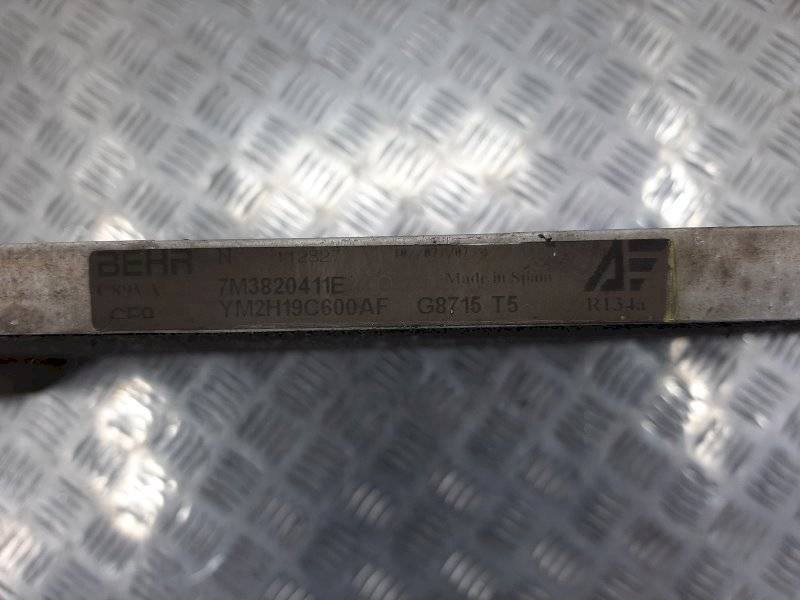 BEHR N
7M3820411E Made in Spain
YM2H19C600AF G8715 T5 R134a